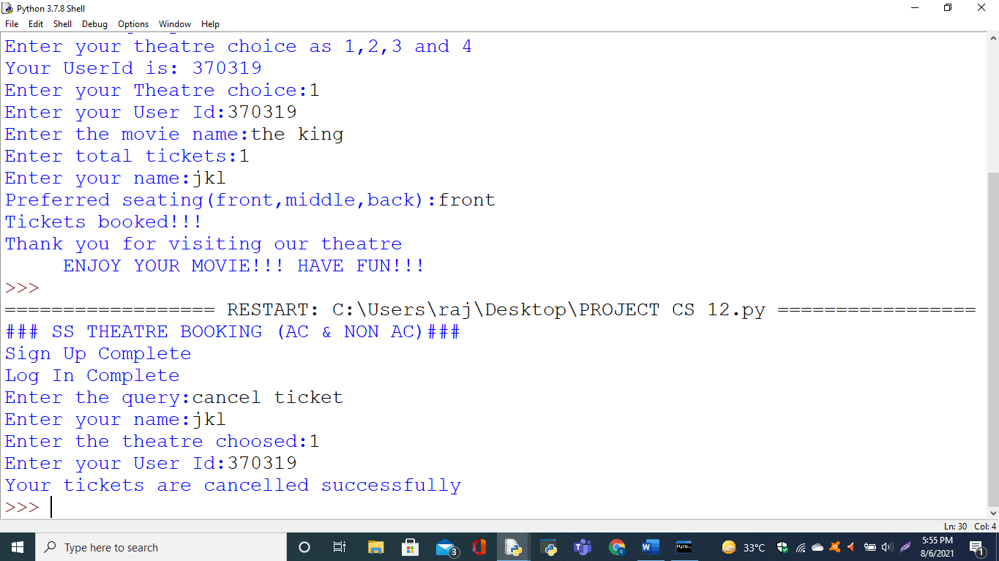 Python 3.7.8 Shell
File Edit Shell Debug Options Window Help
Enter your theatre choice as 1,2,3 and 4
Your UserId is: 370319
Enter your Theatre choice:1
Enter your User Id:370319
Enter the movie name:the king
Enter total tickets:1
Enter your name:jkl
Preferred seating(front,middle,back):front
Tickets booked!!!
Thank you for visiting our theatre
ENJOY YOUR MOVIE!!! HAVE FUN!!!
>>>
================== RESTART: C:\Users\raj\Desktop\PROJECT CS 12.py =================
### SS THEATRE BOOKING (AC & NON AC)###
Sign Up Complete
Log In Complete
Enter the query:cancel ticket
Enter your name:jkl
Enter the theatre choosed:1
Enter your User Id:370319
Your tickets are cancelled successfully
>>>
Ln: 30 Col: 4
Type here to search
3
W
MySQL
33°C
5:55 PM
8/6/2021
1